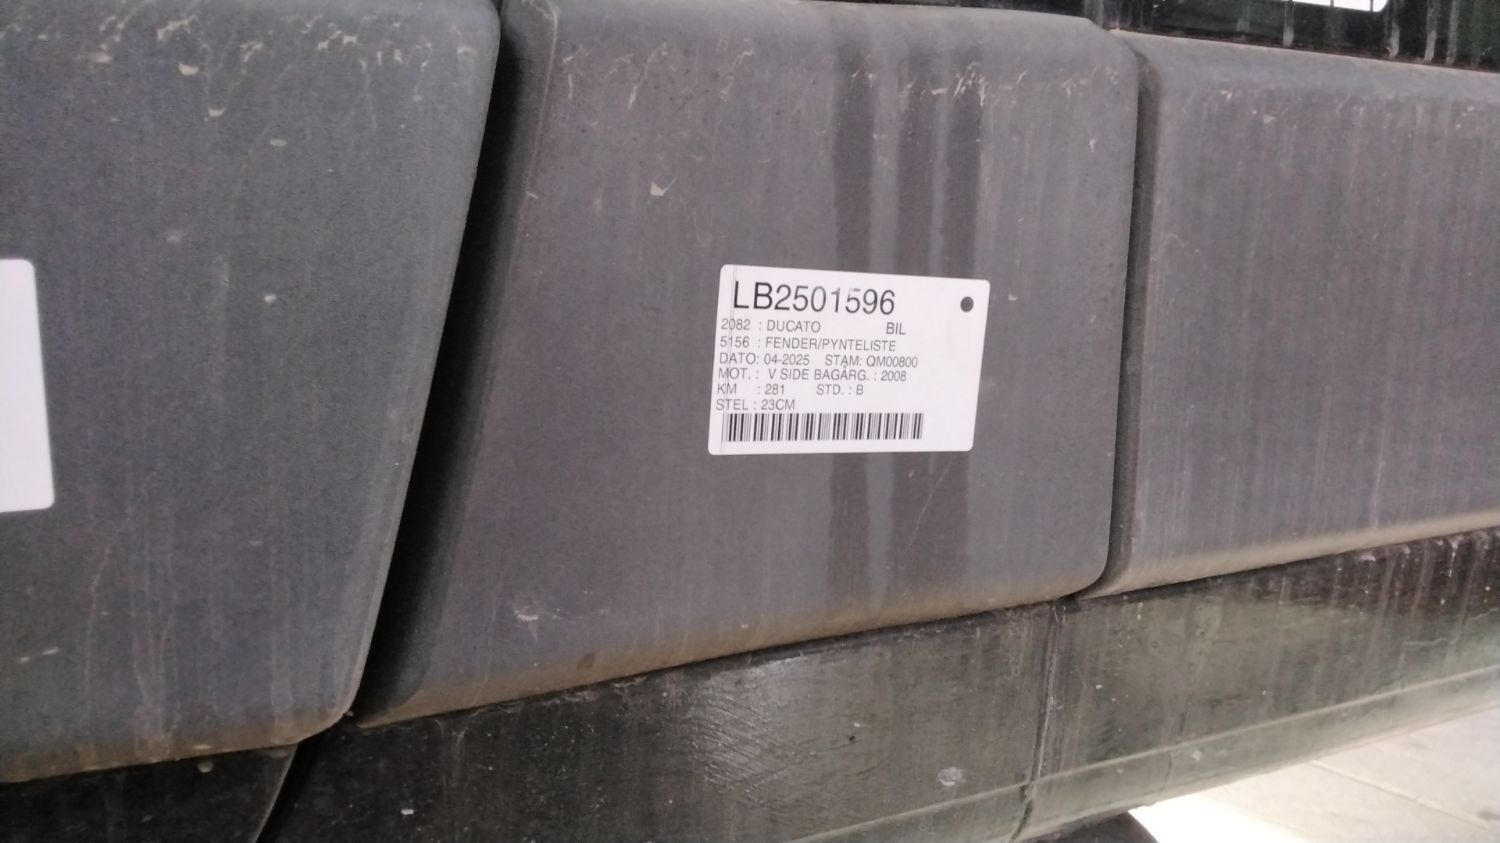 LB2501596
2082 : DUCATO BIL
5156 : FENDER/PYNTELISTE
DATO: 04-2025 STAM: QM00800
MOT. : V SIDE BAGÅRG. : 2008
KM : 281 STD. : B
STEL : 23CM